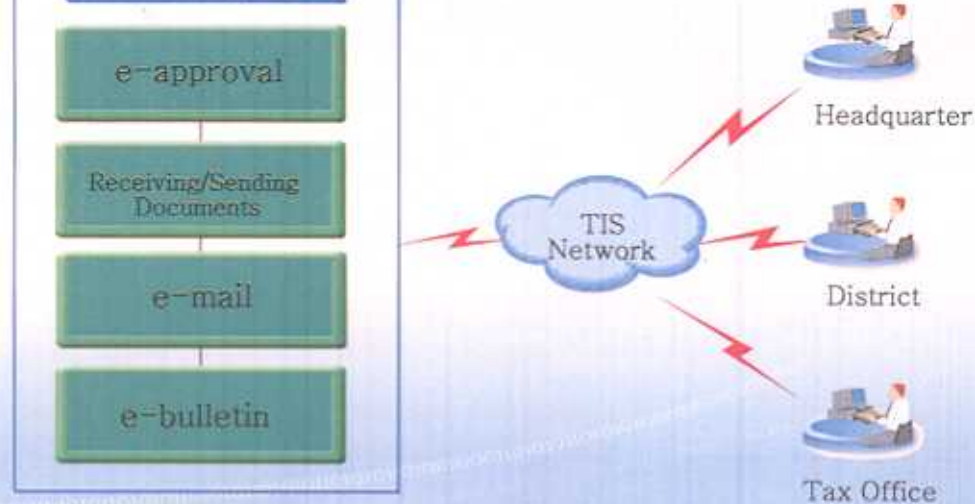 e-approval
Receiving/Sending
Documents
e-mail
e-bulletin
TIS
Network
Headquarter
District
Tax Office